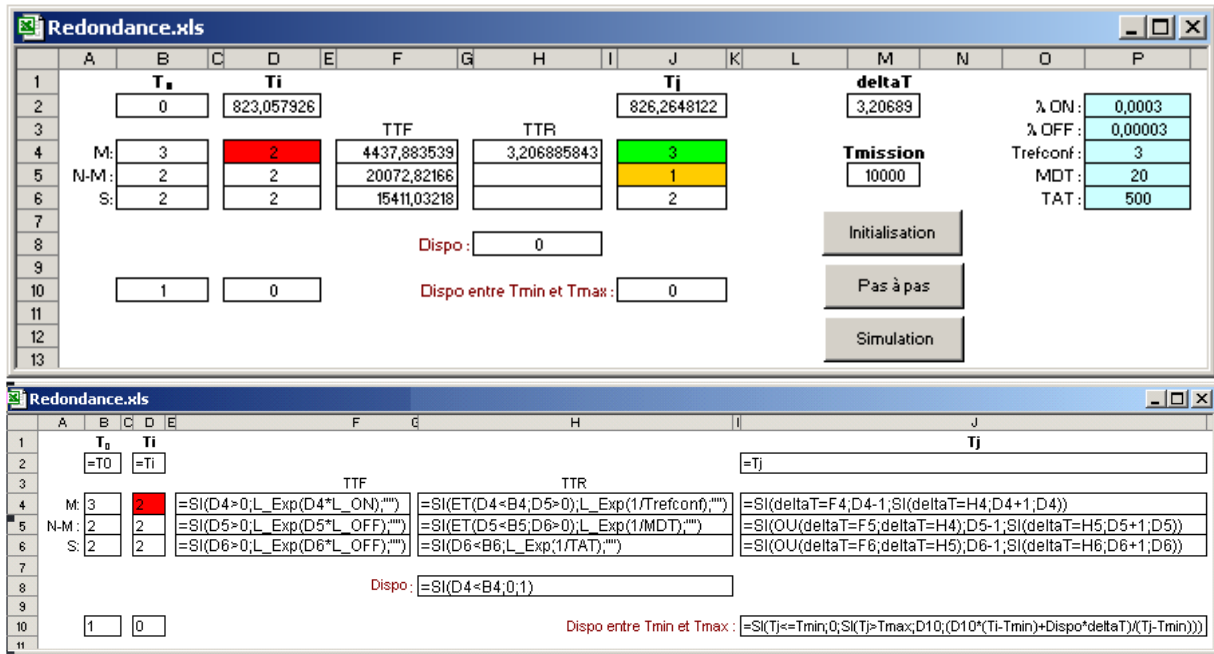 Redondance.xls
A B C D E F G H I J K L M N O P
1 T₀ Ti Tj deltaT
2 0 823,057926 826,2648122 3,20689 λ ON : 0,0003
3 TTF TTR λ OFF : 0,00003
4 M: 3 2 4437,883539 3,206885843 3 Tmission Trefconf : 3
5 N-M : 2 2 20072,82166 1 10000 MDT : 20
6 S: 2 2 15411,03218 2 TAT : 500
7
8 Dispo : 0 Initialisation
9
10 1 0 Dispo entre Tmin et Tmax : 0 Pas à pas
11
12 Simulation
13
Redondance.xls
A B C D E F G H I J
1 T₀ Ti Tj
2 =T0 =Ti =Tj
3 TTF TTR
4 M: 3 2 =SI(D4>0;L_Exp(D4*L_ON);"") =SI(ET(D4<B4;D5>0);L_Exp(1/Trefconf);"") =SI(deltaT=F4;D4-1;SI(deltaT=H4;D4+1;D4))
5 N-M : 2 2 =SI(D5>0;L_Exp(D5*L_OFF);"") =SI(ET(D5<B5;D6>0);L_Exp(1/MDT);"") =SI(OU(deltaT=F5;deltaT=H4);D5-1;SI(deltaT=H5;D5+1;D5))
6 S: 2 2 =SI(D6>0;L_Exp(D6*L_OFF);"") =SI(D6<B6;L_Exp(1/TAT);"") =SI(OU(deltaT=F6;deltaT=H5);D6-1;SI(deltaT=H6;D6+1;D6))
7
8 Dispo : =SI(D4<B4;0;1)
9
10 1 0 Dispo entre Tmin et Tmax : =SI(Tj<=Tmin;0;SI(Tj>Tmax;D10;(D10*(Ti-Tmin)+Dispo*deltaT)/(Tj-Tmin)))
11